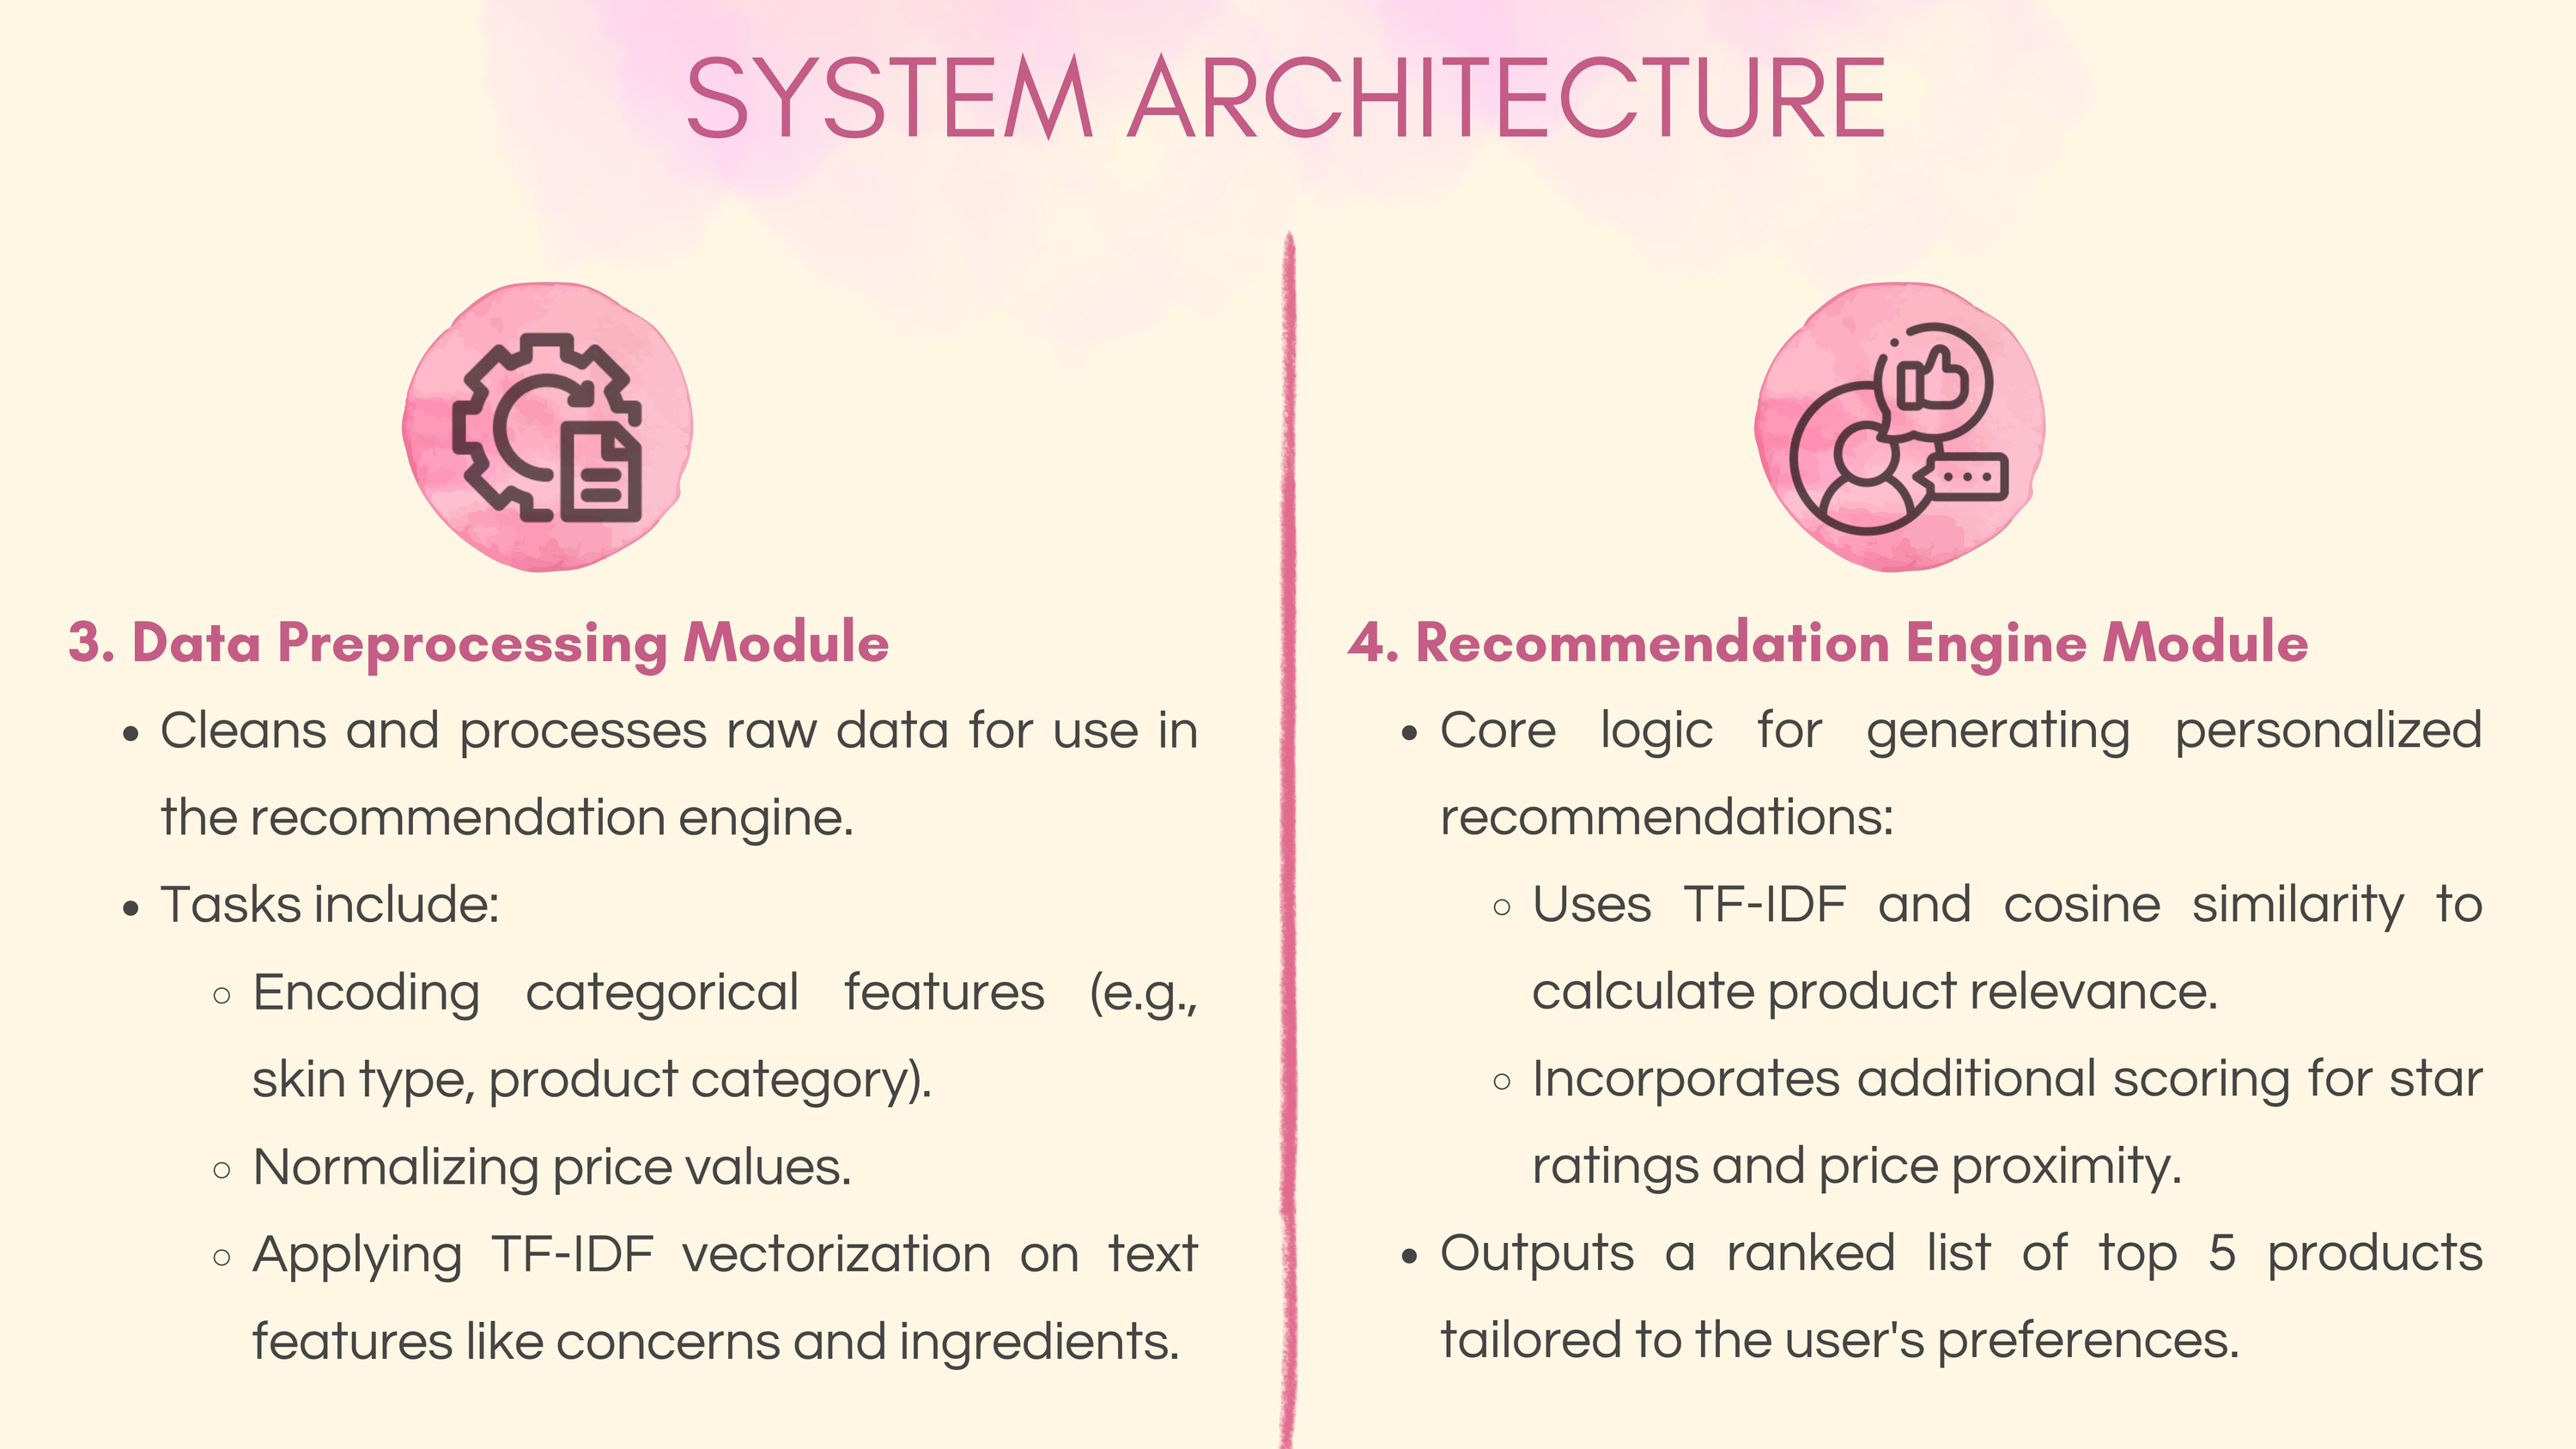 SYSTEM ARCHITECTURE
3. Data Preprocessing Module
• Cleans and processes raw data for use in
the recommendation engine.
• Tasks include:
○ Encoding categorical features (e.g.,
skin type, product category).
○ Normalizing price values.
○ Applying TF-IDF vectorization on text
features like concerns and ingredients.
4. Recommendation Engine Module
• Core logic for generating personalized
recommendations:
○ Uses TF-IDF and cosine similarity to
calculate product relevance.
○ Incorporates additional scoring for star
ratings and price proximity.
• Outputs a ranked list of top 5 products
tailored to the user's preferences.